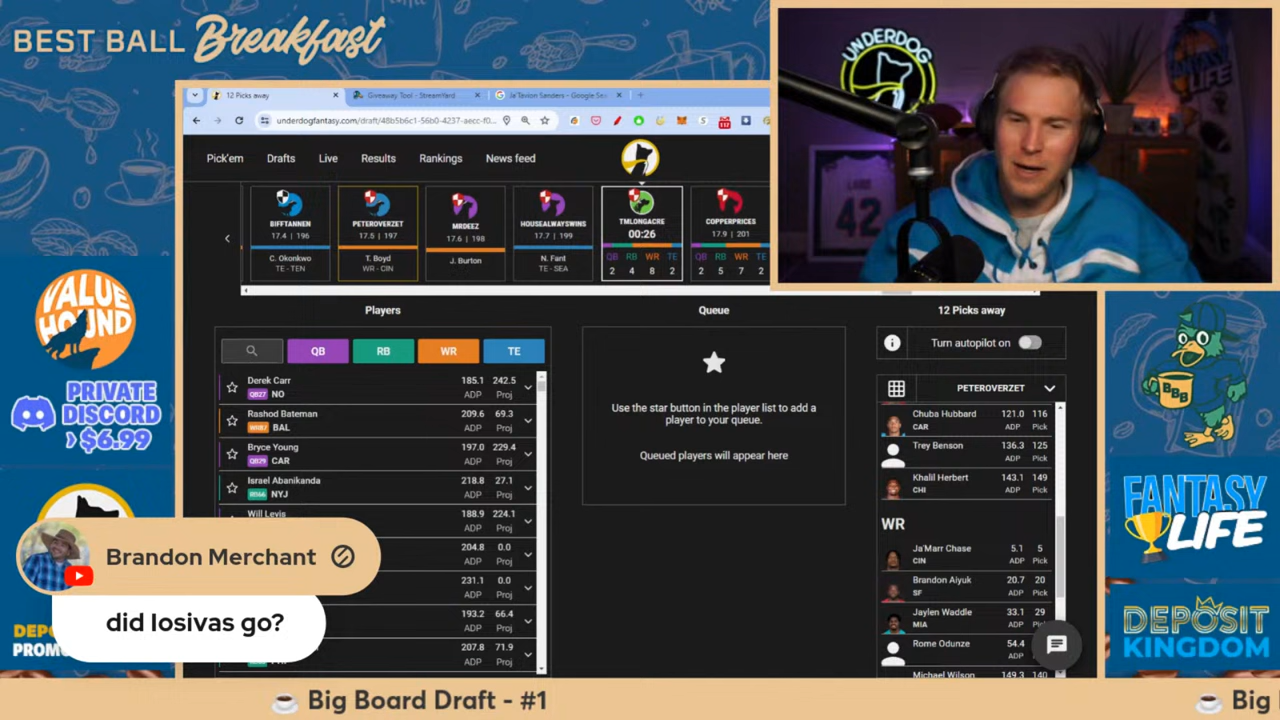 BEST BALL Breakfast
UNDERDOG
FANTASY LIFE
LAMB
42
12 Picks away
Giveaway Tool - StreamYard
Ja'Tavion Sanders - Google Sea
underdogfantasy.com/draft/48b5b6c1-56b0-4237-aecc-f0...
Pick'em Drafts Live Results Rankings News feed
BIFFTANNEN
17.4 | 196
C. Okonkwo
TE - TEN
PETEROVERZET
17.5 | 197
T. Boyd
WR - CIN
MRDEEZ
17.6 | 198
J. Burton
HOUSEALWAYSWINS
17.7 | 199
N. Fant
TE - SEA
TMLONGACRE
00:26
QB RB WR TE
2 4 8 2
COPPERPRICES
17.9 | 201
QB RB WR TE
2 5 7 2
Players
QB RB WR TE
Derek Carr 185.1 242.5
QB27 NO ADP Proj
Rashod Bateman 209.6 69.3
BAL ADP Proj
Bryce Young 197.0 229.4
QB29 CAR ADP Proj
Israel Abanikanda 218.8 27.1
NYJ ADP Proj
Will Levis 188.9 224.1
ADP Proj
204.8 0.0
ADP Proj
231.1 0.0
ADP Proj
193.2 66.4
ADP Proj
207.8 71.9
ADP Proj
Queue
Use the star button in the player list to add a
player to your queue.
Queued players will appear here
12 Picks away
Turn autopilot on
PETEROVERZET
Chuba Hubbard 121.0 116
CAR ADP Pick
Trey Benson 136.3 125
ADP Pick
Khalil Herbert 143.1 149
CHI ADP Pick
WR
Ja'Marr Chase 5.1 5
CIN ADP Pick
Brandon Aiyuk 20.7 20
SF ADP Pick
Jaylen Waddle 33.1 29
MIA ADP Pick
Rome Odunze 54.4
ADP
Michael Wilson 149.3 140
VALUE
HOUND
PRIVATE
DISCORD
> $6.99
Brandon Merchant
did Iosivas go?
BBB
FANTASY
LIFE
DEPOSIT
KINGDOM
Big Board Draft - #1
Big